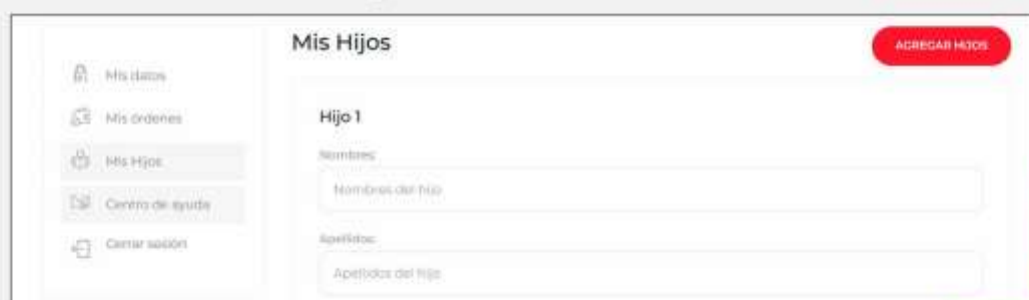 Mis Hijos
AGREGAR HIJOS
Mis datos
Mis órdenes
Mis Hijos
Centro de ayuda
Cerrar sesión
Hijo 1
Nombres:
Nombres del hijo
Apellidos:
Apellidos del hijo